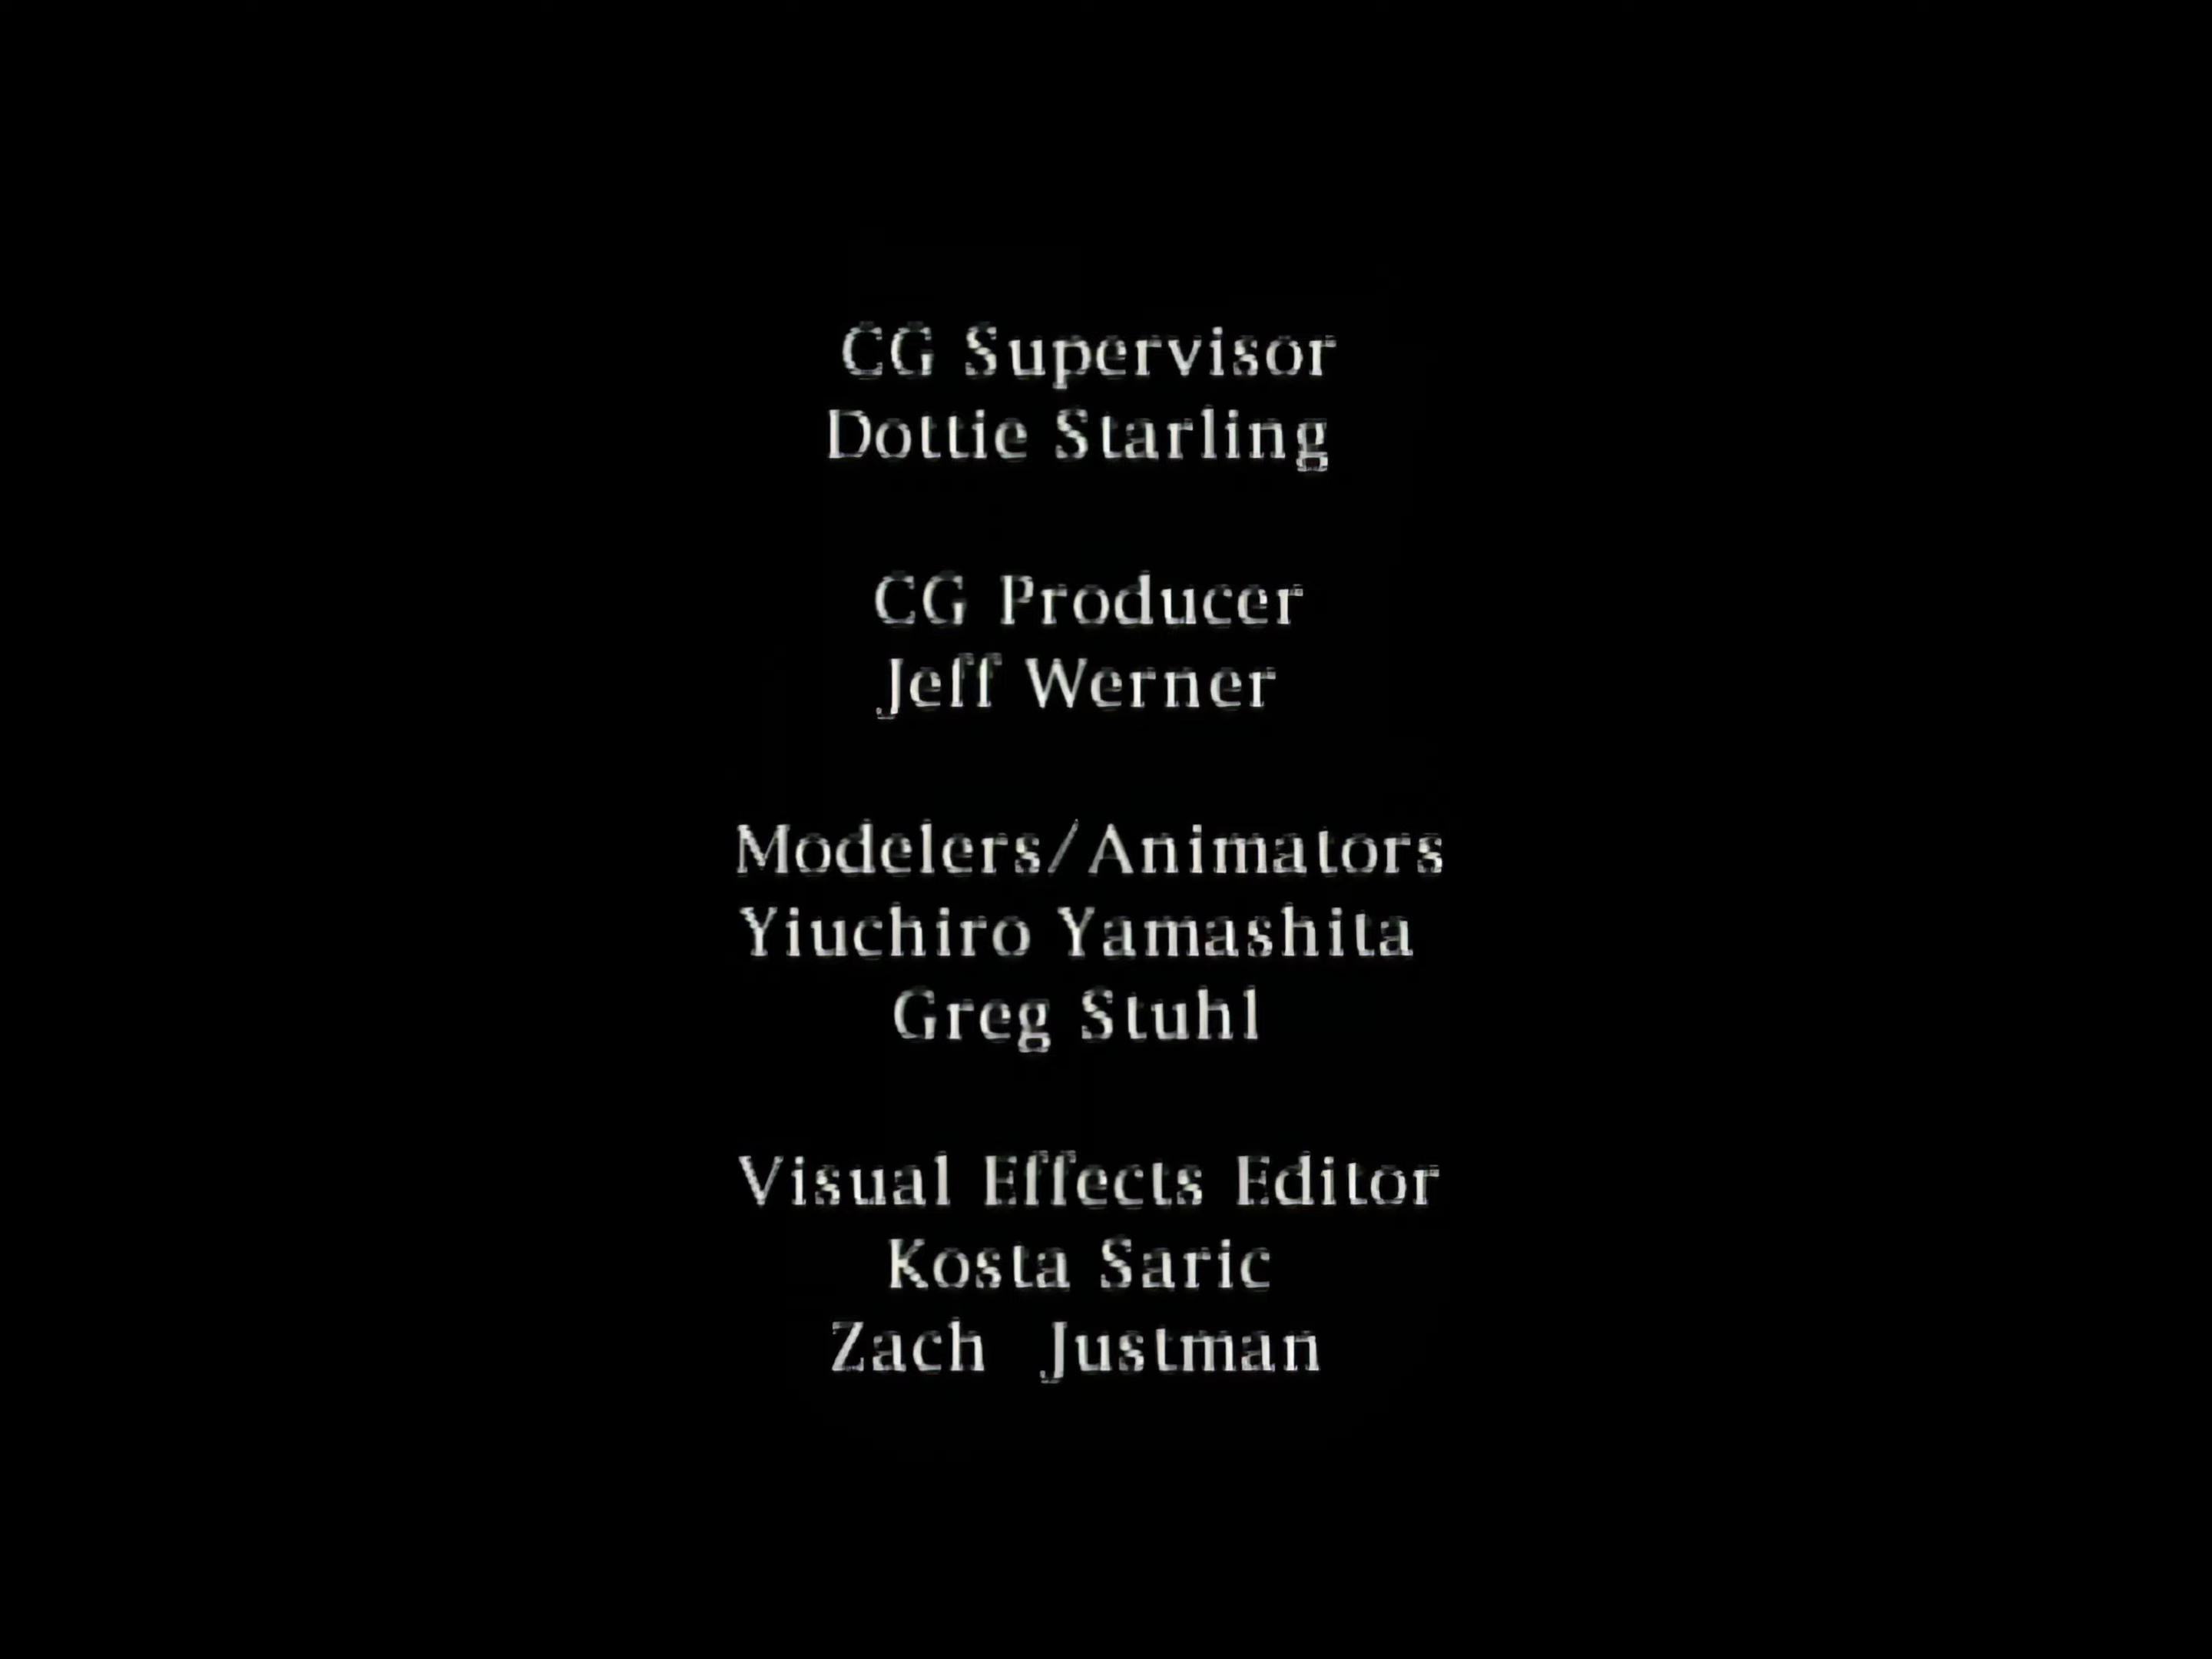 CG Supervisor
Dottie Starling
CG Producer
Jeff Werner
Modelers/Animators
Yiuchiro Yamashita
Greg Stuhl
Visual Effects Editor
Kosta Saric
Zach Justman